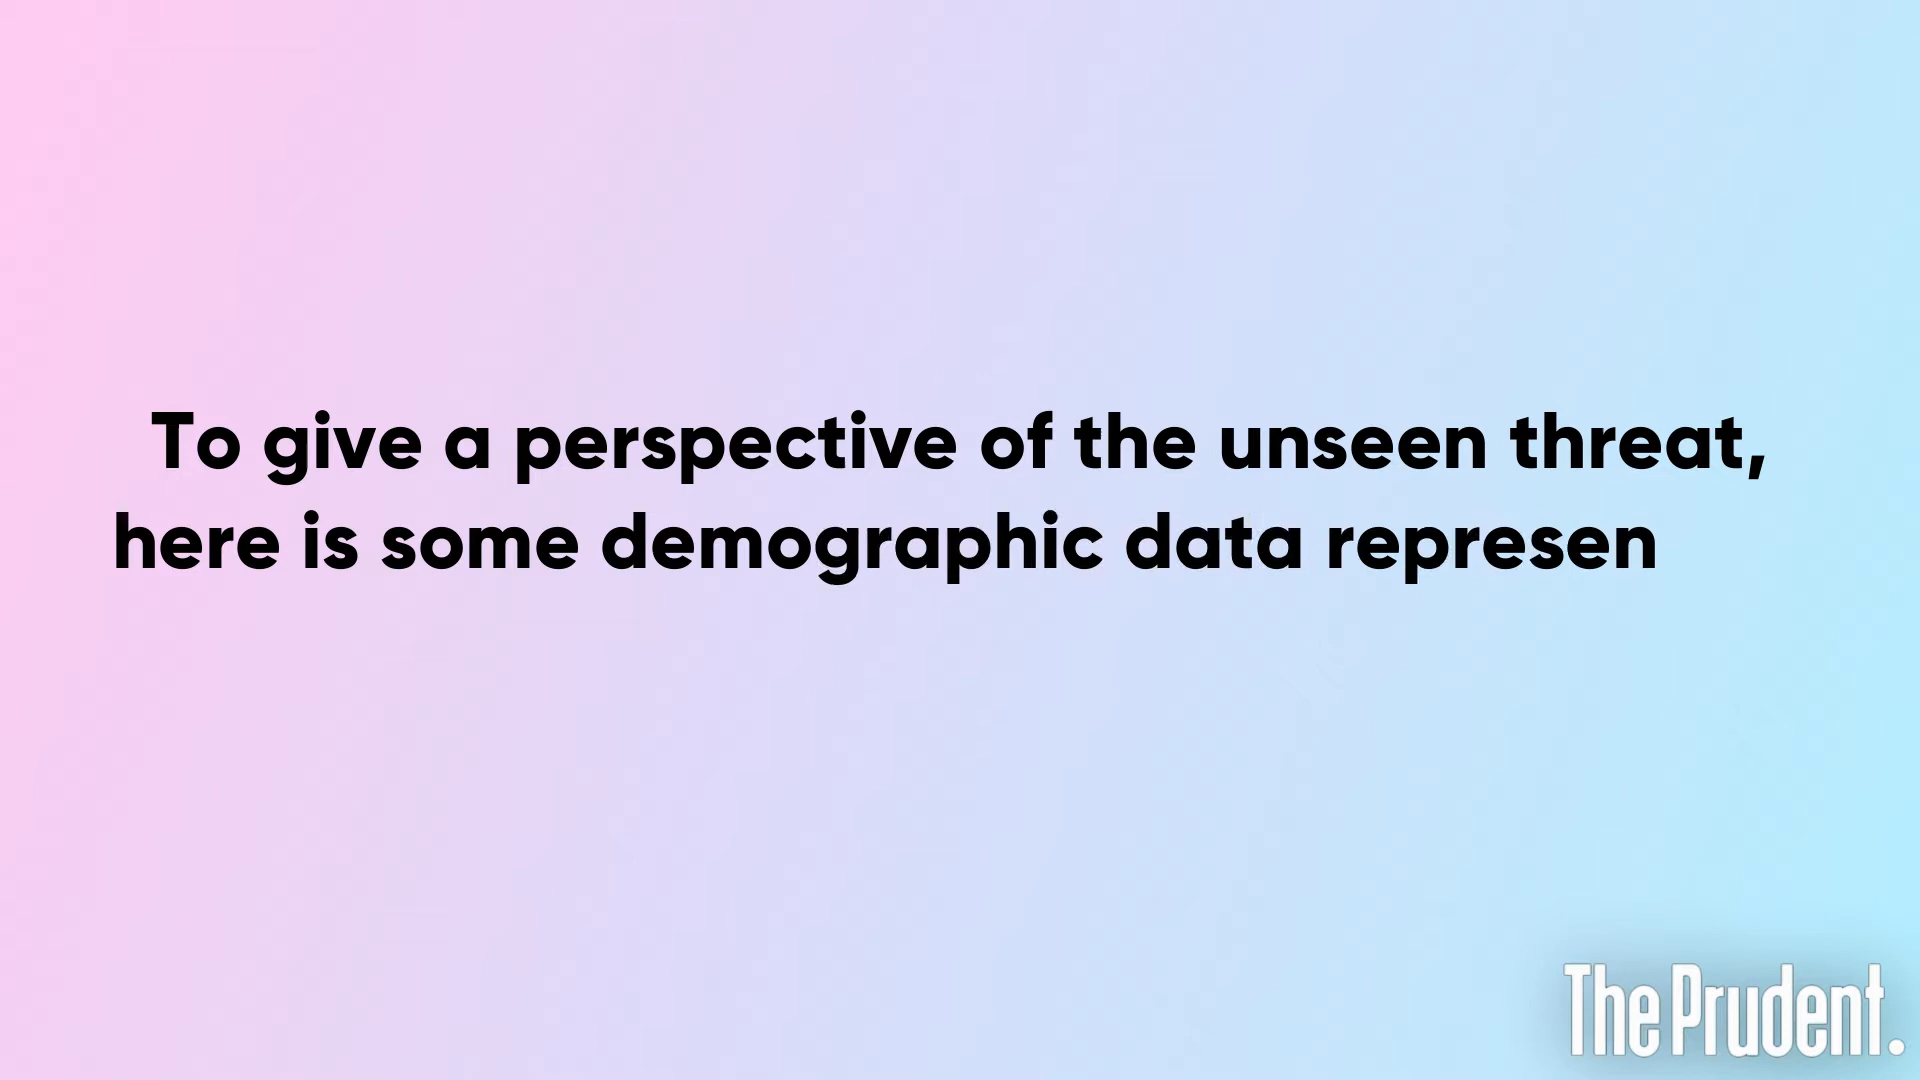 To give a perspective of the unseen threat,
here is some demographic data represen
The Prudent.